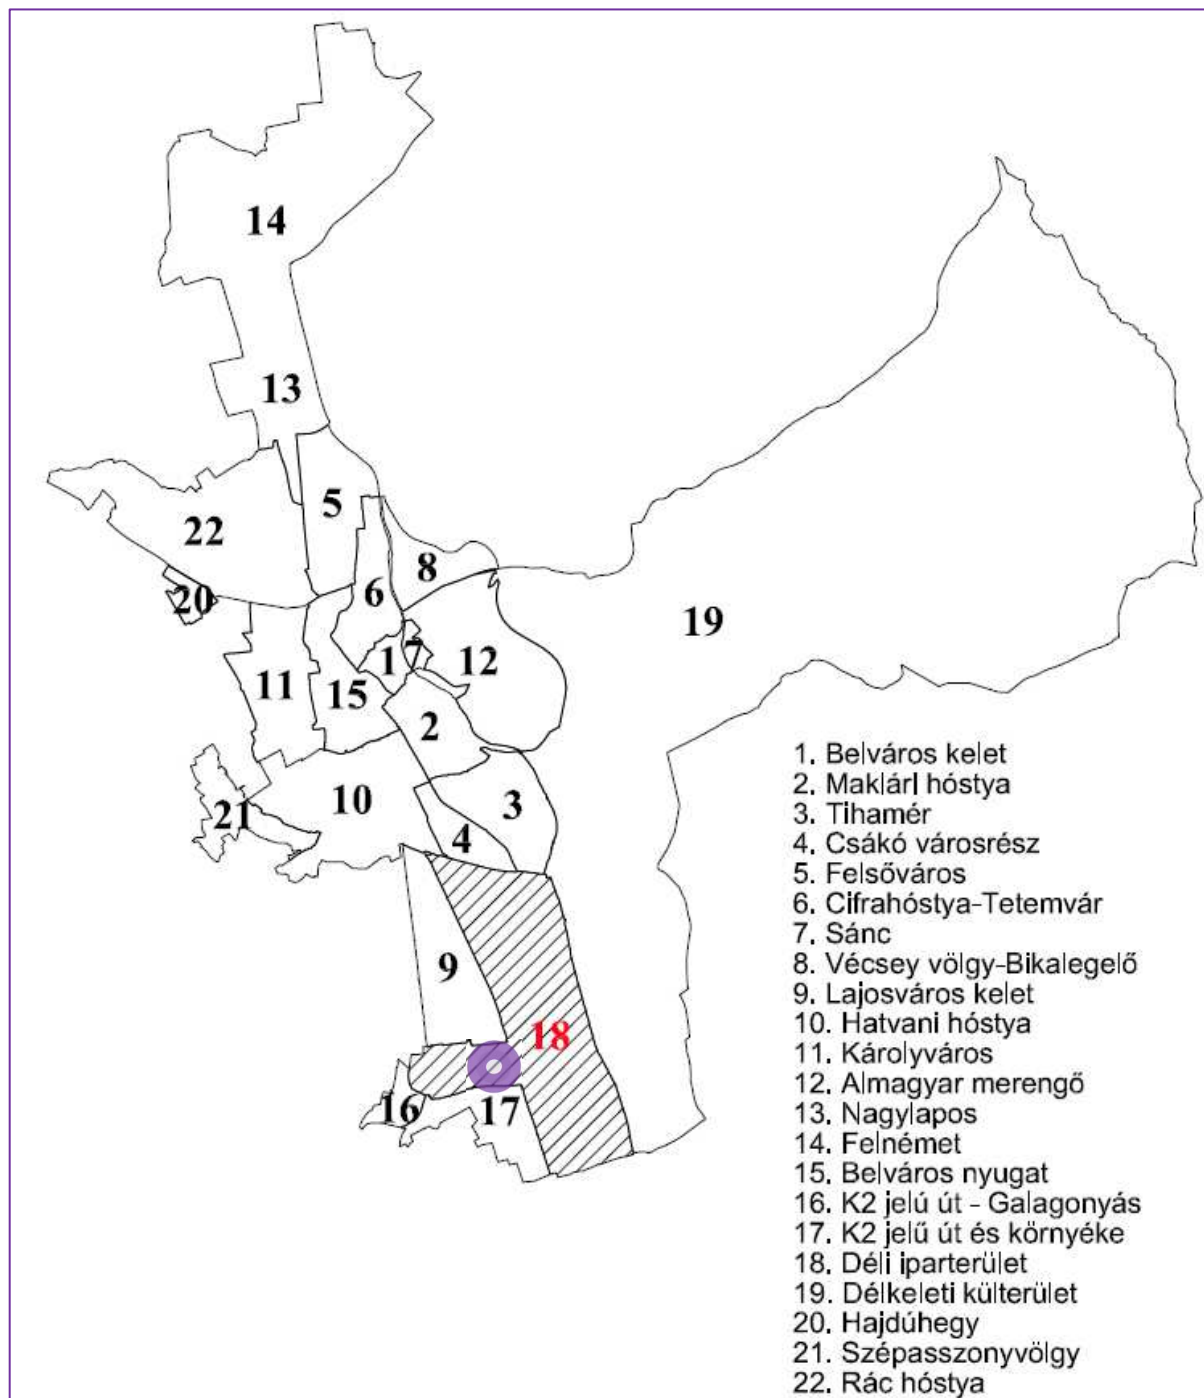 14
13
5
22
8
6
20
19
7
1
12
11
15
2
10
3
21
4
9
18
16
17
1. Belváros kelet
2. Maklári hóstya
3. Tihamér
4. Csákó városrész
5. Felsőváros
6. Cifrahóstya-Tetemvár
7. Sánc
8. Vécsey völgy-Bikalegelő
9. Lajosváros kelet
10. Hatvani hóstya
11. Károlyváros
12. Almagyar merengő
13. Nagylapos
14. Felnémet
15. Belváros nyugat
16. K2 jelú út - Galagonyás
17. K2 jelű út és környéke
18. Déli iparterület
19. Délkeleti külterület
20. Hajdúhegy
21. Szépasszonyvölgy
22. Rác hóstya